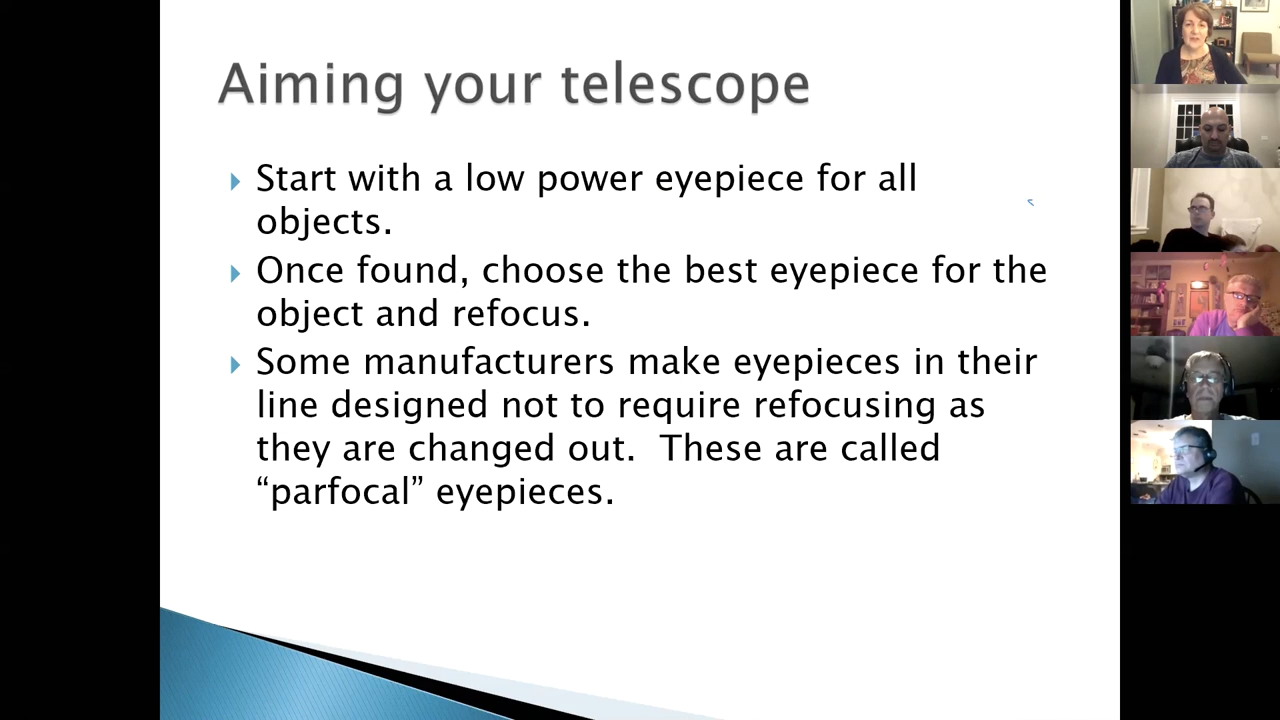 Aiming your telescope
Start with a low power eyepiece for all
objects.
Once found, choose the best eyepiece for the
object and refocus.
Some manufacturers make eyepieces in their
line designed not to require refocusing as
they are changed out.  These are called
“parfocal” eyepieces.